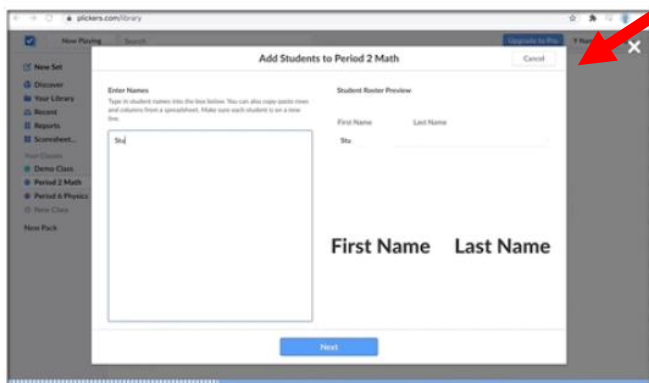 plickers.com/library
Now Playing
Search
Upgrade to Pro
New Set
Discover
Your Library
Recent
Reports
Scoresheet...
Your Classes
Demo Class
Period 2 Math
Period 6 Physics
New Class
New Pack
Add Students to Period 2 Math
Cancel
Enter Names
Type in student names into the box below. You can also copy-paste rows
and columns from a spreadsheet. Make sure each student is on a new
line.
Stu
Student Roster Preview
First Name Last Name
Stu
First Name Last Name
Next